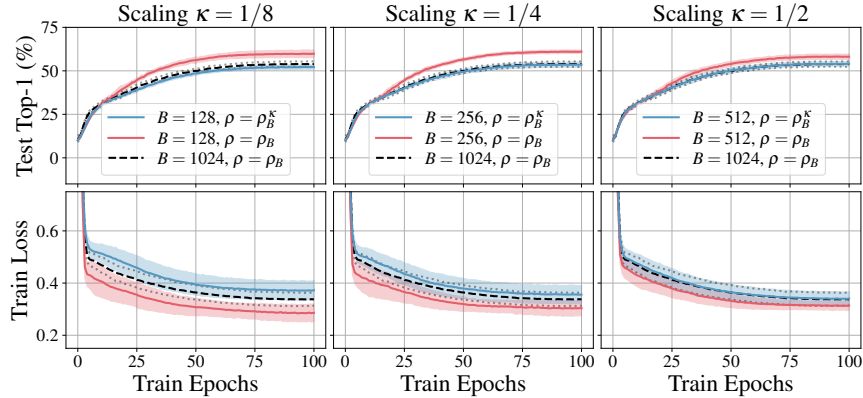 Scaling κ = 1/8
Scaling κ = 1/4
Scaling κ = 1/2
Test Top-1 (%)
75
50
25
0
B = 128, ρ = ρ_B^κ
B = 128, ρ = ρ_B
B = 1024, ρ = ρ_B
B = 256, ρ = ρ_B^κ
B = 256, ρ = ρ_B
B = 1024, ρ = ρ_B
B = 512, ρ = ρ_B^κ
B = 512, ρ = ρ_B
B = 1024, ρ = ρ_B
Train Loss
0.6
0.4
0.2
0 25 50 75 100
0 25 50 75 100
0 25 50 75 100
Train Epochs
Train Epochs
Train Epochs